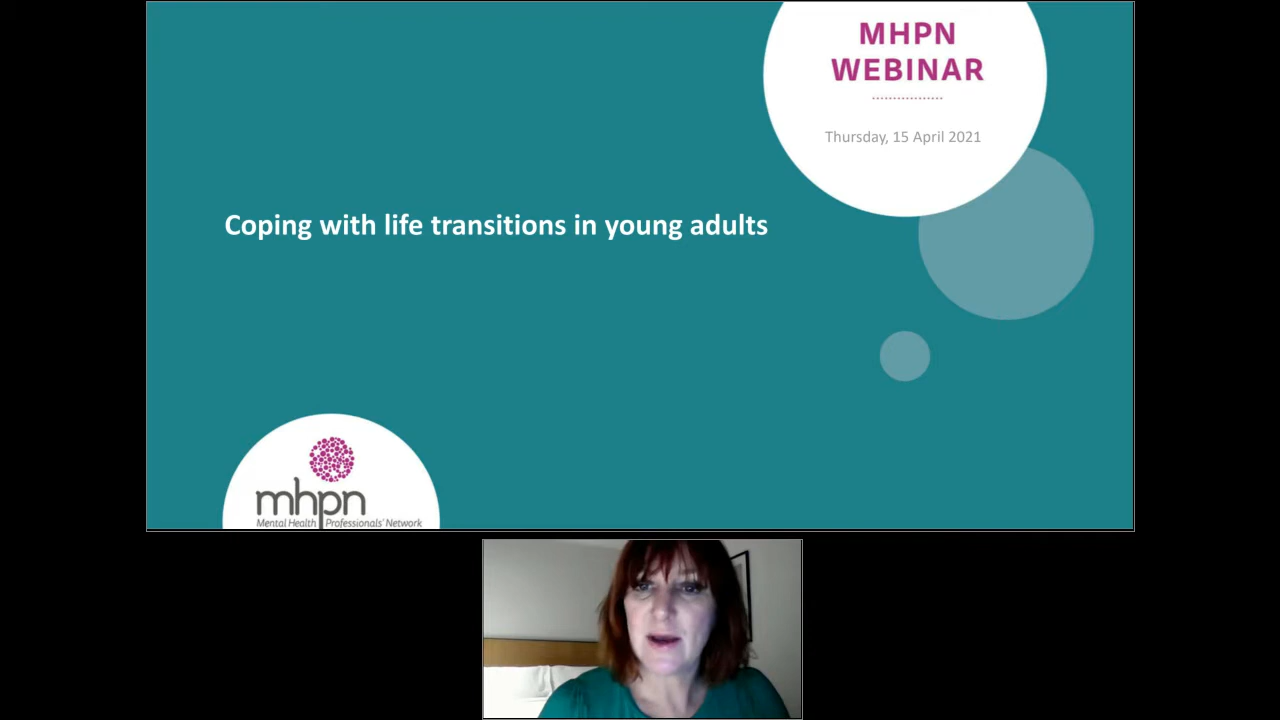 MHPN
WEBINAR
Thursday, 15 April 2021
Coping with life transitions in young adults
mhpn
Mental Health Professionals' Network